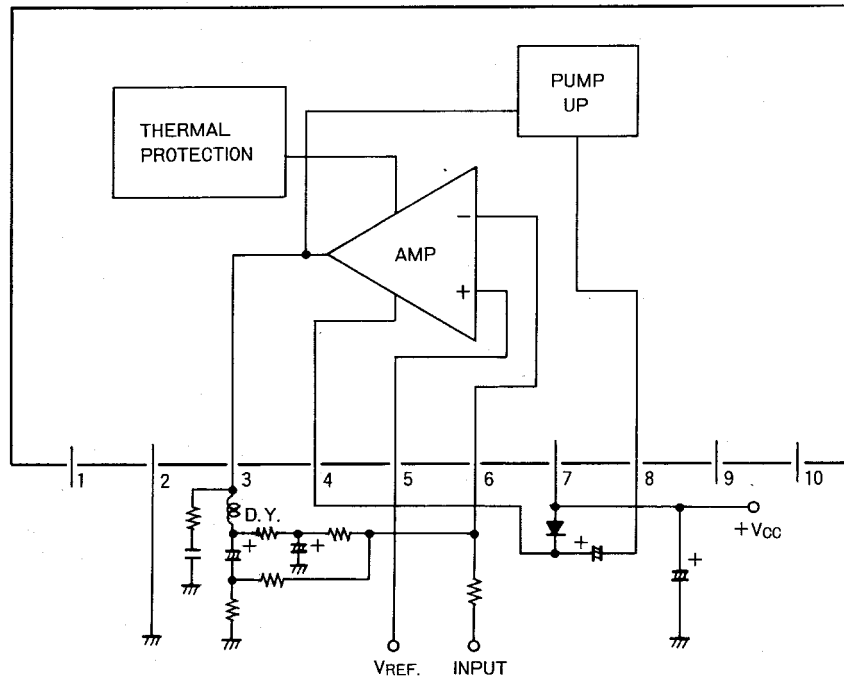 PUMP
UP
THERMAL
PROTECTION
−
AMP
+
1 2 3 4 5 6 7 8 9 10
D.Y.
+ + + +
+VCC
VREF. INPUT